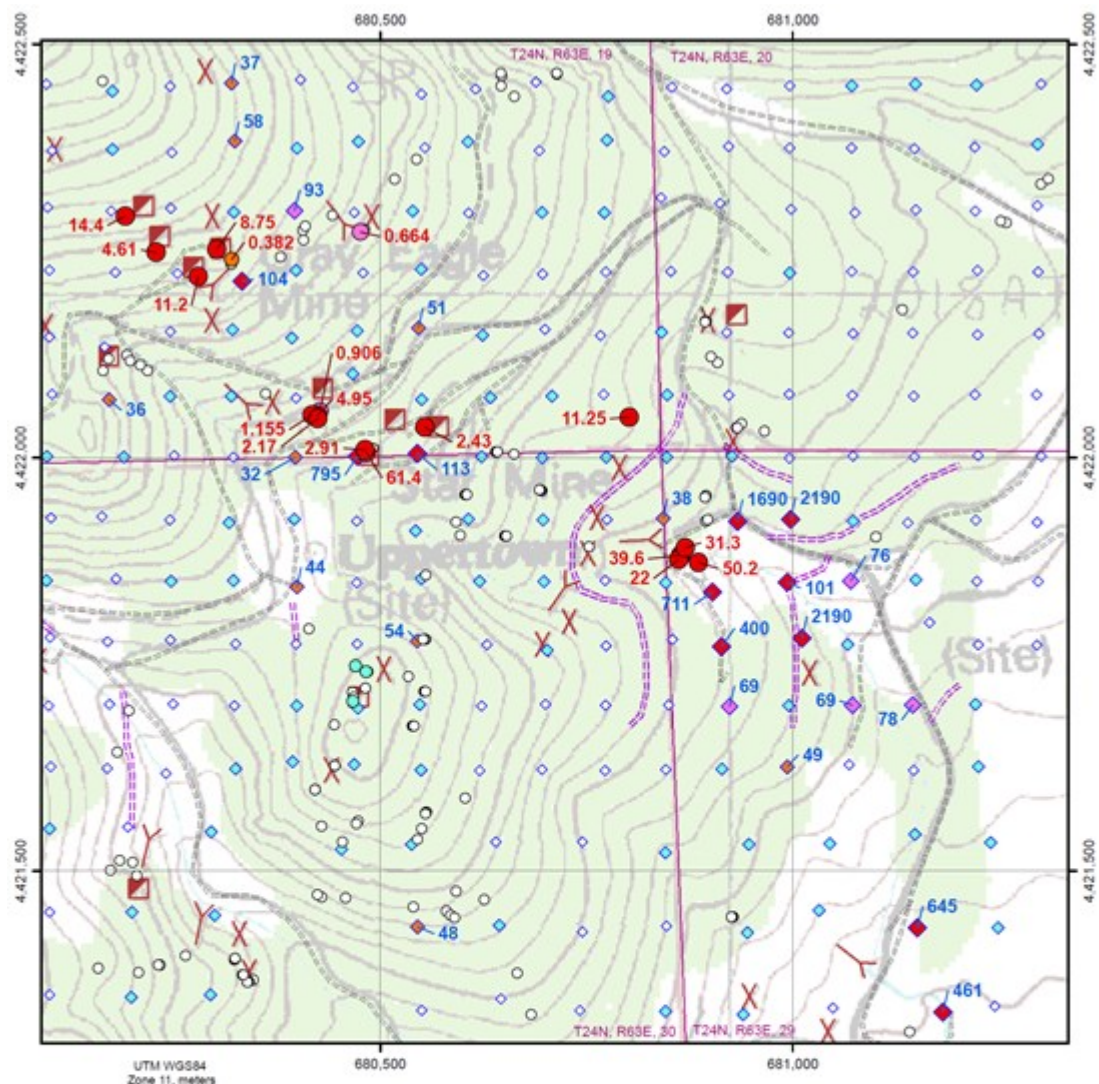 680,500 681,000
4,422,500 4,422,500
T24N, R63E, 19 T24N, R63E, 20
37
58
93
14.4 8.75
4.61 0.382 0.664
11.2 104
Gray Eagle
Mine
51
0.906
36 4.95
1.155 11.25
2.17 2.91 2.43
4,422,000 4,422,000
32 795 61.4 113
Star Mine
38 1690 2190
Uppertown
(Site)
31.3
39.6 50.2 76
22
44 711 101
2190
54 400
(Site)
69 69 78
49
4,421,500 4,421,500
48 645
461
T24N, R63E, 30 T24N, R63E, 29
UTM WGS84
Zone 11, meters
680,500 681,000